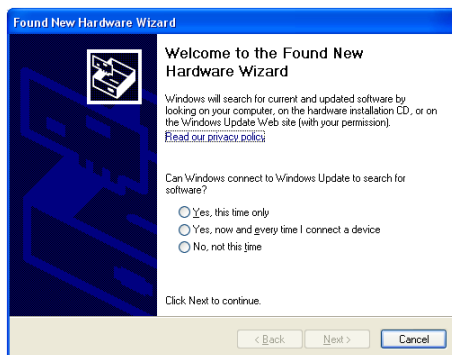 Found New Hardware Wizard
Welcome to the Found New
Hardware Wizard
Windows will search for current and updated software by
looking on your computer, on the hardware installation CD, or on
the Windows Update Web site (with your permission).
Read our privacy policy
Can Windows connect to Windows Update to search for
software?
Yes, this time only
Yes, now and every time I connect a device
No, not this time
Click Next to continue.
< Back Next > Cancel